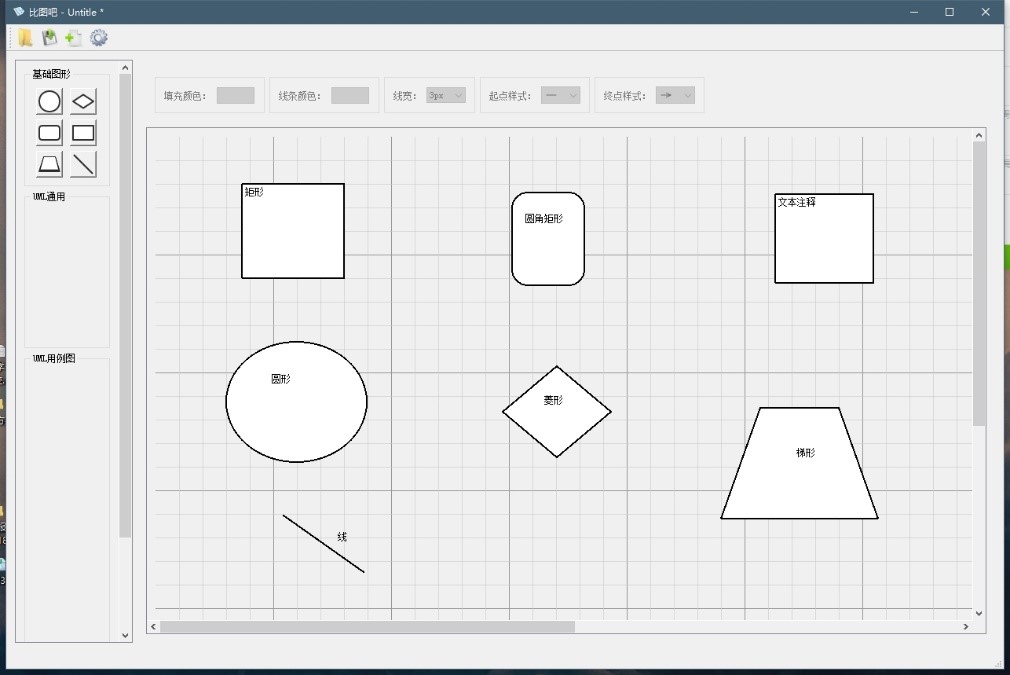 比图吧 - Untitle *
基础图形
填充颜色:
线条颜色:
线宽:
3px
起点样式:
终点样式:
UML通用
UML用例图
矩形
圆角矩形
文本注释
圆形
菱形
梯形
线